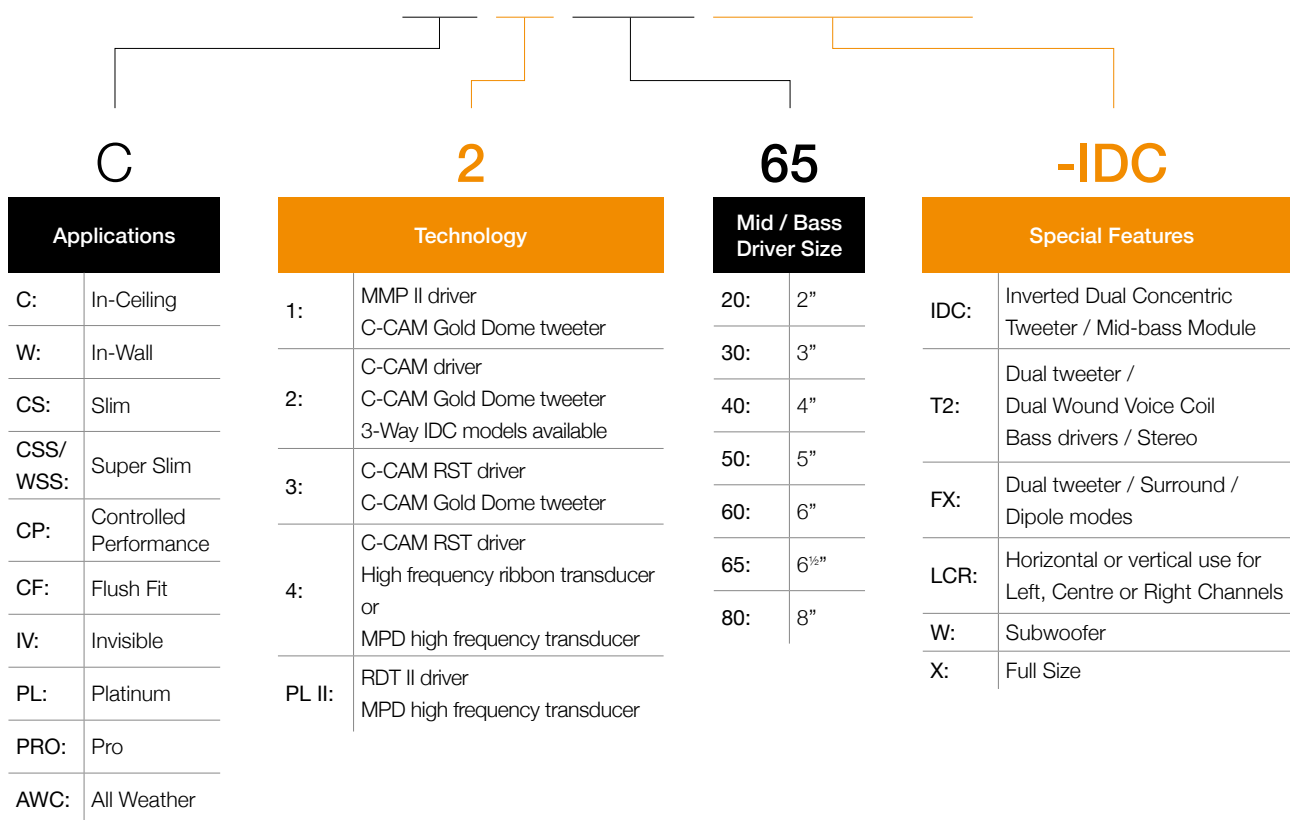 C
2
65
-IDC
Applications
C: In-Ceiling
W: In-Wall
CS: Slim
CSS/
WSS: Super Slim
CP: Controlled
Performance
CF: Flush Fit
IV: Invisible
PL: Platinum
PRO: Pro
AWC: All Weather
Technology
1: MMP II driver
C-CAM Gold Dome tweeter
2: C-CAM driver
C-CAM Gold Dome tweeter
3-Way IDC models available
3: C-CAM RST driver
C-CAM Gold Dome tweeter
4: C-CAM RST driver
High frequency ribbon transducer
or
MPD high frequency transducer
PL II: RDT II driver
MPD high frequency transducer
Mid / Bass
Driver Size
20: 2”
30: 3”
40: 4”
50: 5”
60: 6”
65: 6½”
80: 8”
Special Features
IDC: Inverted Dual Concentric
Tweeter / Mid-bass Module
T2: Dual tweeter /
Dual Wound Voice Coil
Bass drivers / Stereo
FX: Dual tweeter / Surround /
Dipole modes
LCR: Horizontal or vertical use for
Left, Centre or Right Channels
W: Subwoofer
X: Full Size